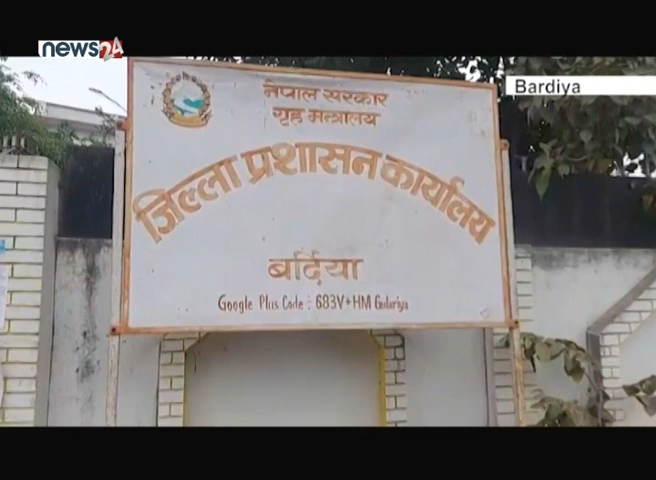 news24
Bardiya
नेपाल सरकार
गृह मन्त्रालय
जिल्ला प्रशासन कार्यालय
बर्दिया
Google Plus Code : 683V+HM Gulariya